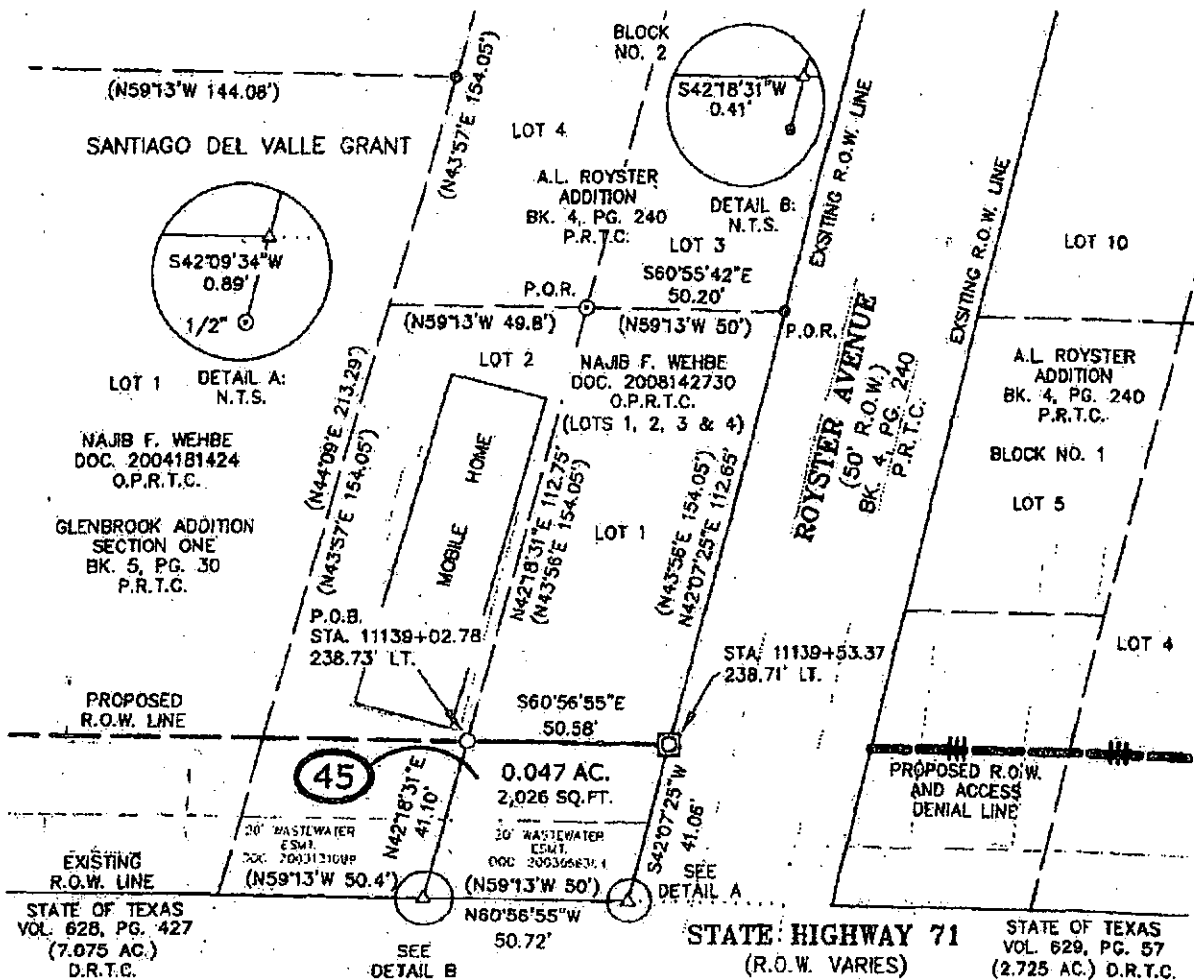 BLOCK
NO. 2
(N59°13'W 144.08')
(N43°57'E 154.05')
S42°18'31"W
0.41'
SANTIAGO DEL VALLE GRANT
LOT 4
A.L. ROYSTER
ADDITION
BK. 4, PG. 240
P.R.T.C.
DETAIL B:
N.T.S.
EXSITING R.O.W. LINE
EXSITING R.O.W. LINE
LOT 10
LOT 3
S42°09'34"W
0.89'
1/2"
S60°55'42"E
50.20'
P.O.R.
(N59°13'W 49.8')
(N59°13'W 50')
P.O.R.
LOT 1
DETAIL A:
N.T.S.
LOT 2
NAJIB F. WEHBE
DOC. 2008142730
O.P.R.T.C.
(LOTS 1, 2, 3 & 4)
ROYSTER AVENUE
(50' R.O.W.)
BK. 4, PG. 240
P.R.T.C.
A.L. ROYSTER
ADDITION
BK. 4, PG. 240
P.R.T.C.
BLOCK NO. 1
LOT 5
NAJIB F. WEHBE
DOC. 2004181424
O.P.R.T.C.
GLENBROOK ADDITION
SECTION ONE
BK. 5, PG. 30
P.R.T.C.
(N44°09'E 213.29')
(N43°57'E 154.05')
MOBILE HOME
N42°18'31"E 112.75'
(N43°56'E 154.05')
LOT 1
(N43°56'E 154.05')
N42°07'25"E 112.65'
P.O.B.
STA. 11139+02.78
238.73' LT.
STA. 11139+53.37
238.71' LT.
LOT 4
PROPOSED
R.O.W. LINE
S60°56'55"E
50.58'
45
0.047 AC.
2,026 SQ.FT.
PROPOSED R.O.W.
AND ACCESS
DENIAL LINE
N42°18'31"E
41.10'
S42°07'25"W
41.06'
WASTEWATER
ESMT.
DOC
WASTEWATER
ESMT.
DOC
EXISTING
R.O.W. LINE
(N59°13'W 50.4')
(N59°13'W 50')
SEE
DETAIL A
STATE OF TEXAS
VOL. 628, PG. 427
(7.075 AC.)
D.R.T.C.
SEE
DETAIL B
N60°56'55"W
50.72'
STATE HIGHWAY 71
(R.O.W. VARIES)
STATE OF TEXAS
VOL. 629, PG. 57
(2.725 AC.) D.R.T.C.